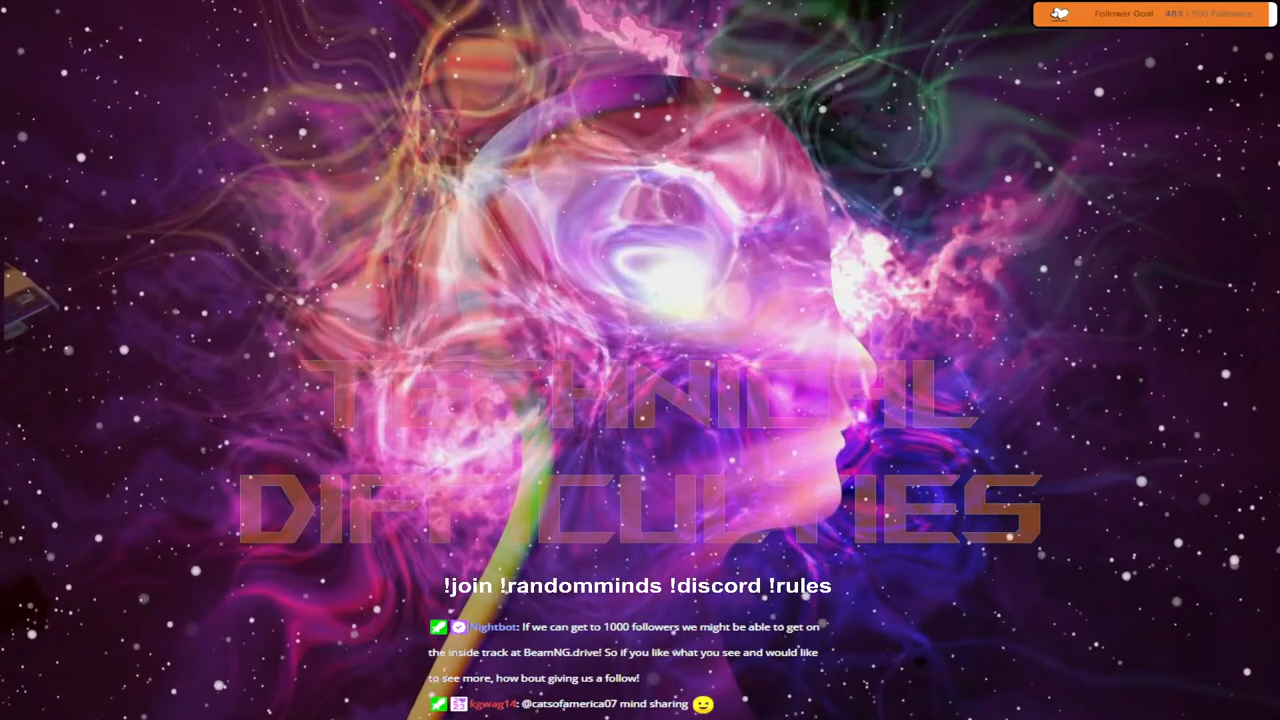 Follower Goal 483 / 500 Followers
TECHNICAL
DIFFICULTIES
!join !randomminds !discord !rules
Nightbot: If we can get to 1000 followers we might be able to get on
the inside track at BeamNG.drive! So if you like what you see and would like
to see more, how bout giving us a follow!
kgwag14: @catsofamerica07 mind sharing